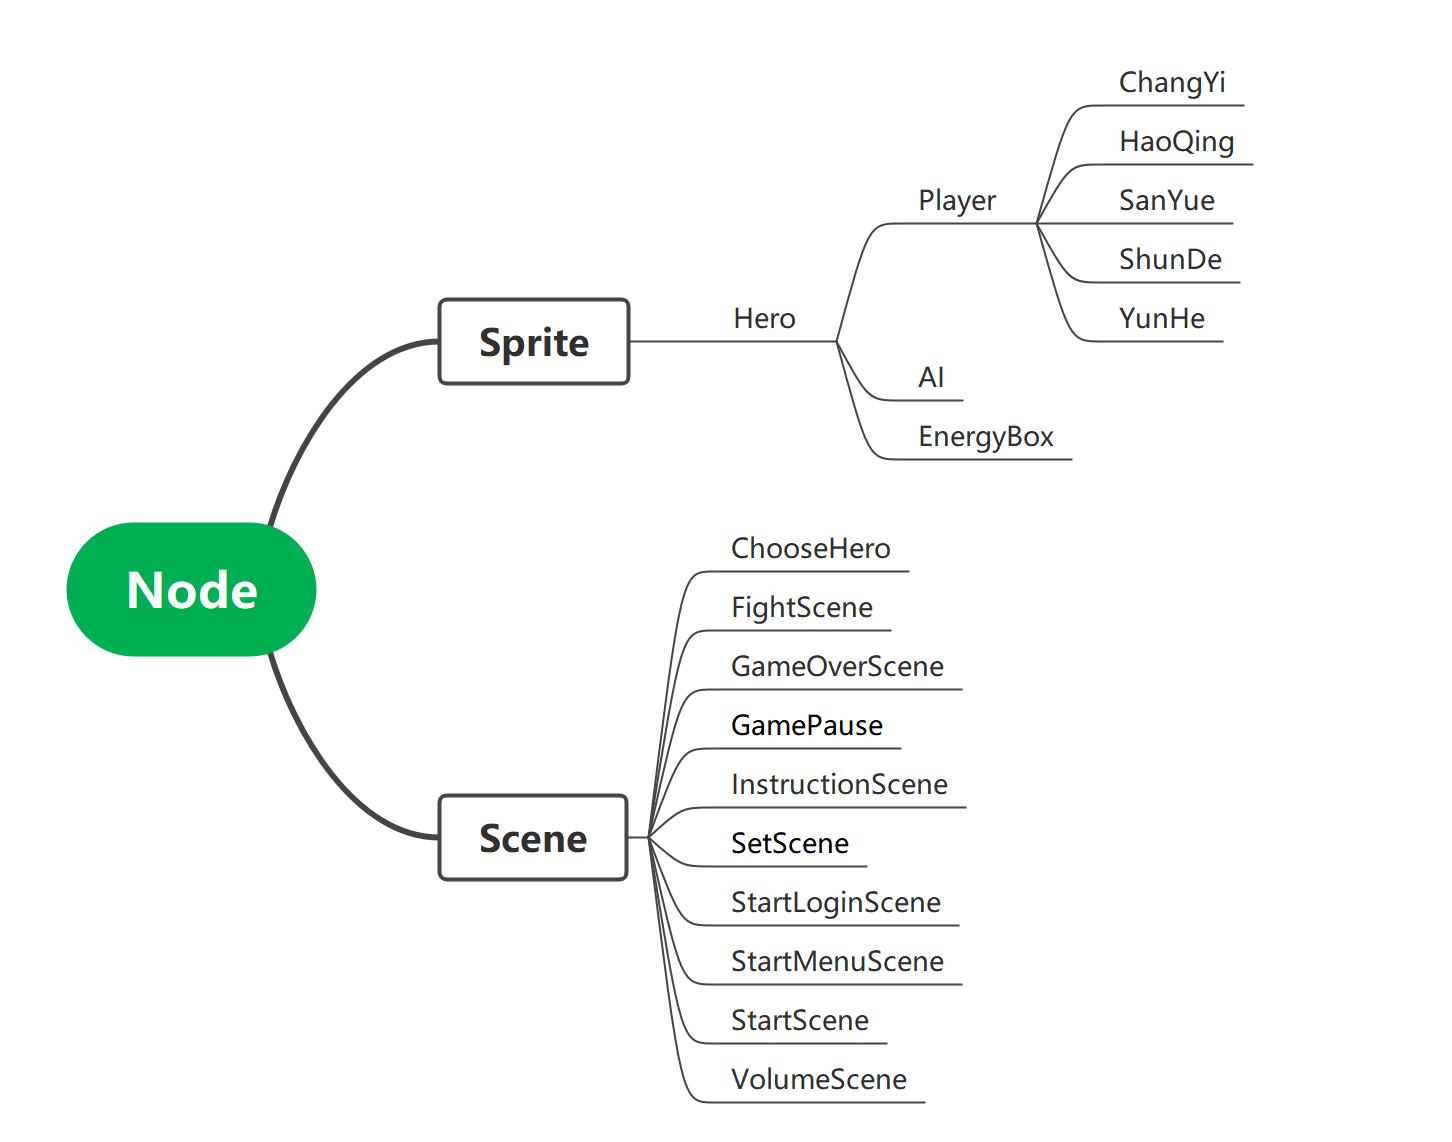 Node
Sprite
Hero
Player
ChangYi
HaoQing
SanYue
ShunDe
YunHe
AI
EnergyBox
Scene
ChooseHero
FightScene
GameOverScene
GamePause
InstructionScene
SetScene
StartLoginScene
StartMenuScene
StartScene
VolumeScene